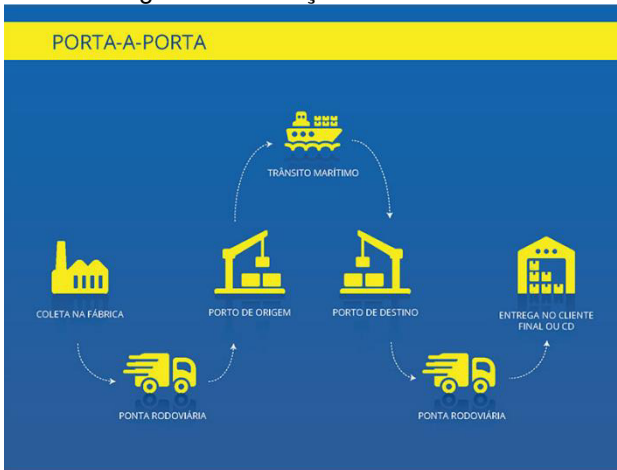 PORTA-A-PORTA
TRÂNSITO MARÍTIMO
COLETA NA FÁBRICA
PORTO DE ORIGEM
PORTO DE DESTINO
ENTREGA NO CLIENTE
FINAL OU CD
PONTA RODOVIÁRIA
PONTA RODOVIÁRIA